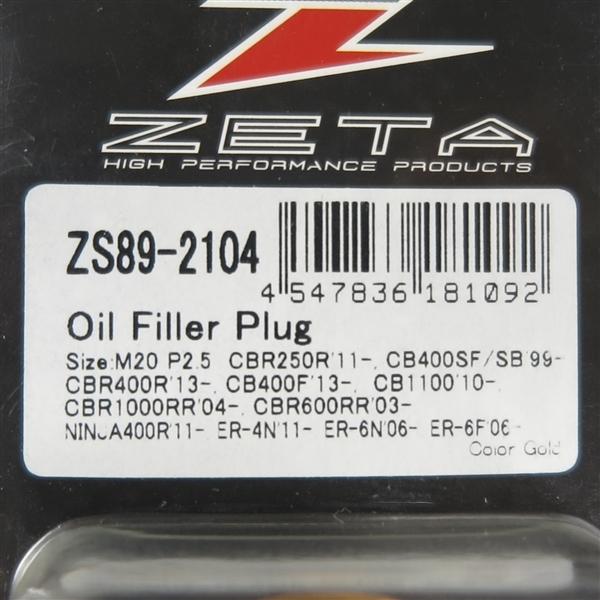 ZETA
HIGH PERFORMANCE PRODUCTS
ZS89-2104
4 547836 181092
Oil Filler Plug
Size:M20 P2.5 CBR250R'11-, CB400SF/SB'99-
CBR400R'13-, CB400F'13-, CB1100'10-,
CBR1000RR'04-, CBR600RR'03-
NINJA400R'11- ER-4N'11- ER-6N'06- ER-6F'06-
Color Gold